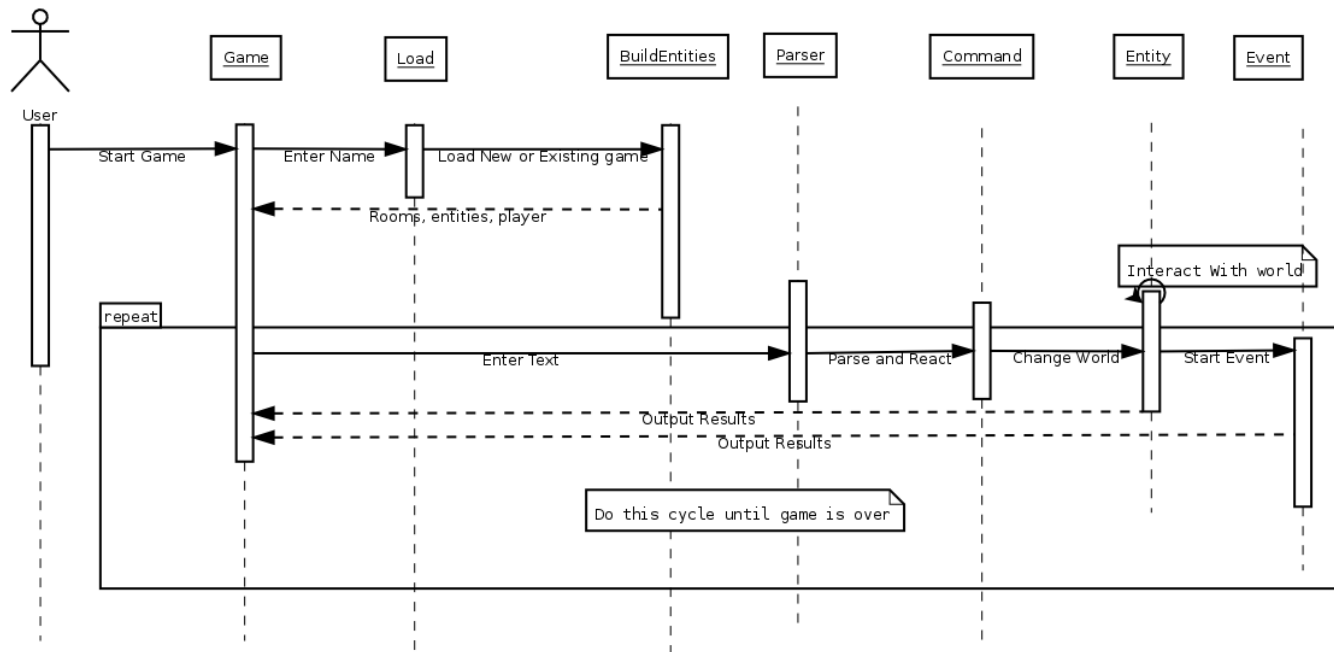 User
Game
Load
BuildEntities
Parser
Command
Entity
Event
Start Game
Enter Name
Load New or Existing game
Rooms, entities, player
Interact With world
repeat
Enter Text
Parse and React
Change World
Start Event
Output Results
Output Results
Do this cycle until game is over